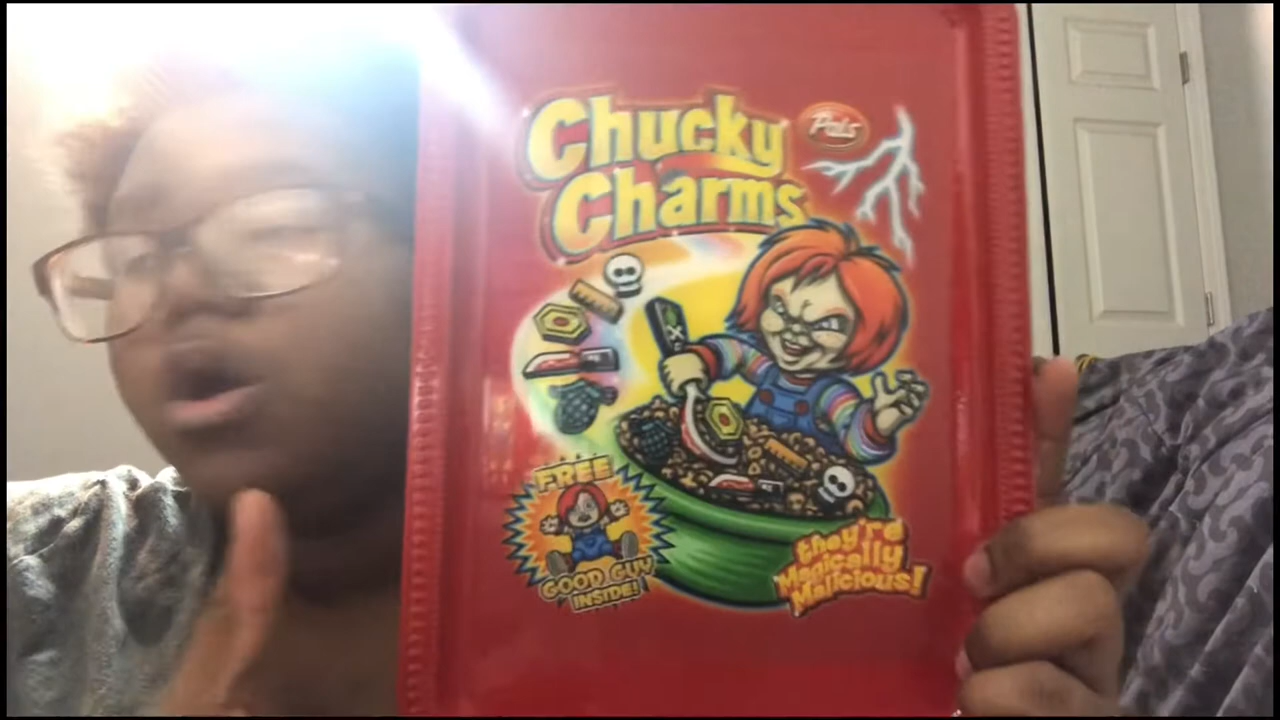 Chucky
Charms
Pals
FREE
GOOD GUY
INSIDE!
they're
Magically
Malicious!